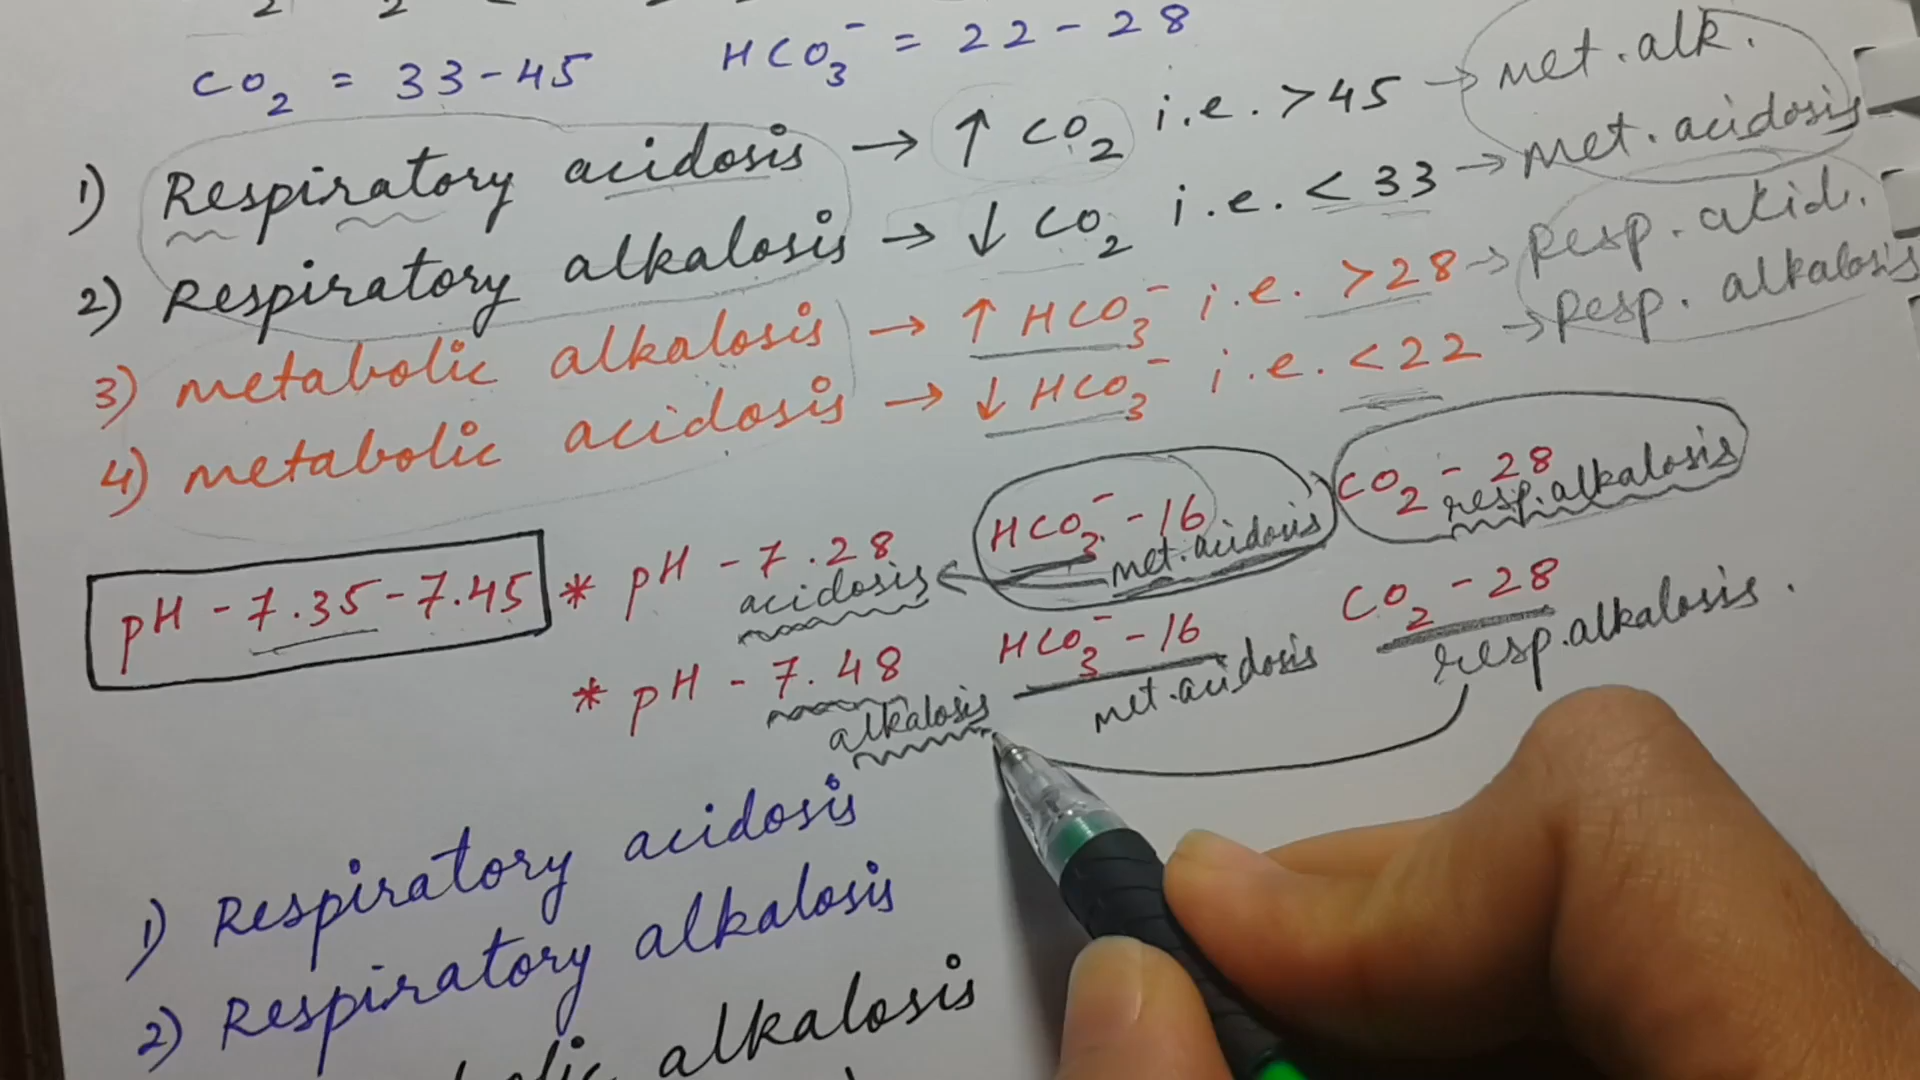 CO2 = 33-45 HCO3⁻ = 22-28
1) Respiratory acidosis → ↑ CO2 i.e. >45 → met.alk.
2) Respiratory alkalosis → ↓ CO2 i.e. <33 → met.acidosis
3) metabolic alkalosis → ↑ HCO3⁻ i.e. >28 → Resp. acid.
4) metabolic acidosis → ↓ HCO3⁻ i.e. <22 → Resp. alkalosis
pH - 7.35-7.45 * pH - 7.28 HCO3⁻ - 16 CO2 - 28
acidosis met.acidosis resp.alkalosis
* pH - 7.48 HCO3⁻ - 16 CO2 - 28
alkalosis met.acidosis resp.alkalosis.
1) Respiratory acidosis
2) Respiratory alkalosis
alkalosis